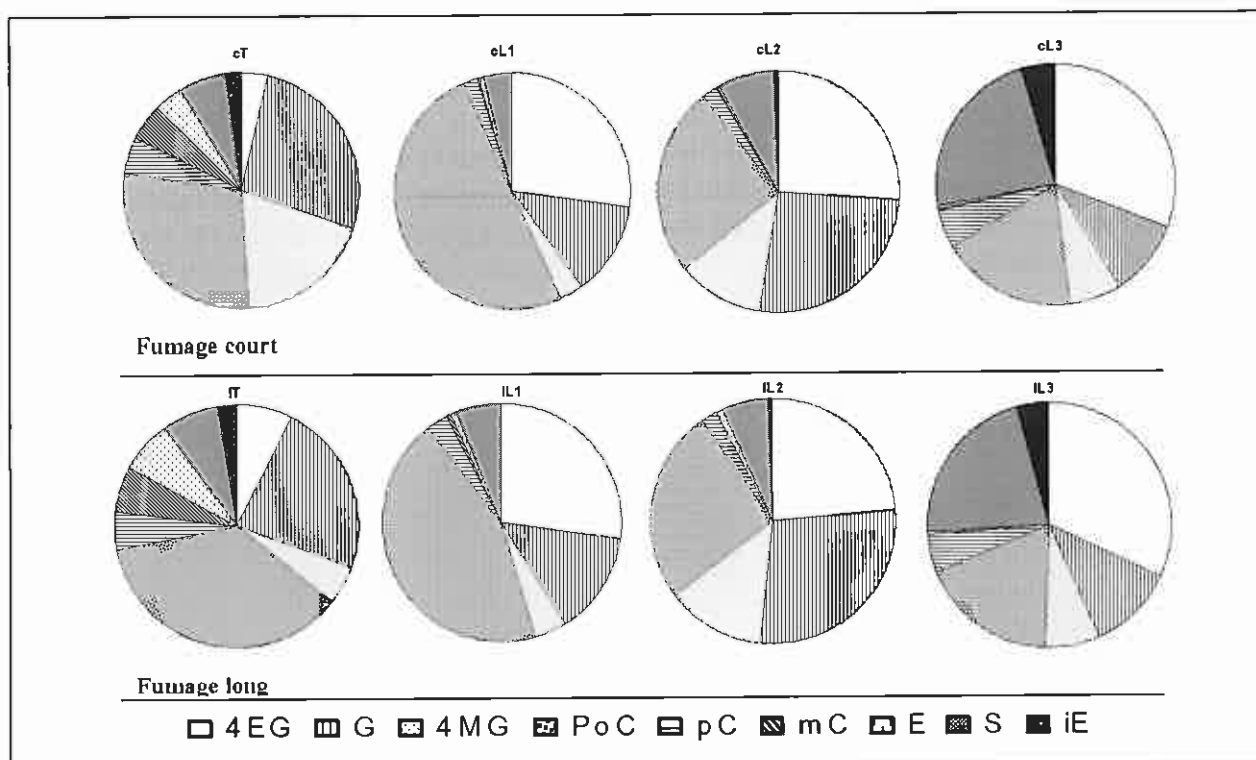 cT cL1 cL2 cL3
Fumage court
lT lL1 lL2 lL3
Fumage long
4EG G 4MG PoC pC mC E S iE